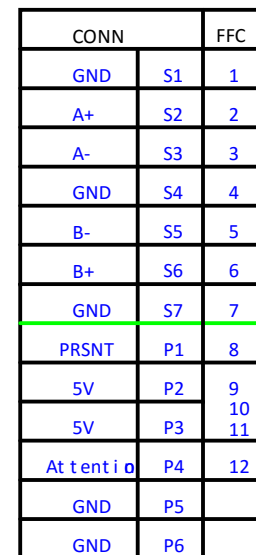 CONN FFC
GND S1 1
A+ S2 2
A- S3 3
GND S4 4
B- S5 5
B+ S6 6
GND S7 7
PRSNT P1 8
5V P2 9
10
5V P3 11
Attentio P4 12
GND P5
GND P6